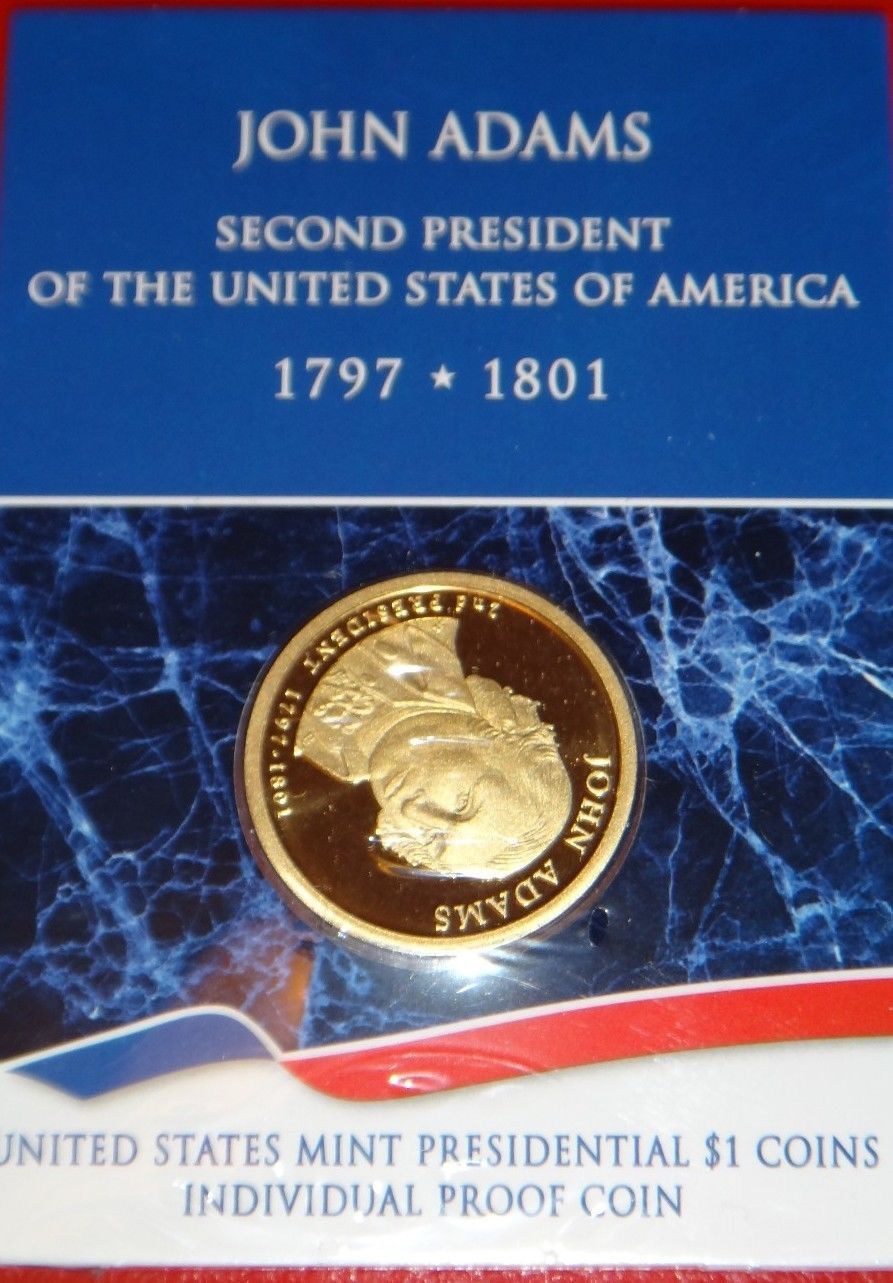 JOHN ADAMS
SECOND PRESIDENT
OF THE UNITED STATES OF AMERICA
1797 ★ 1801
JOHN ADAMS
2nd PRESIDENT 1797-1801
UNITED STATES MINT PRESIDENTIAL $1 COINS
INDIVIDUAL PROOF COIN